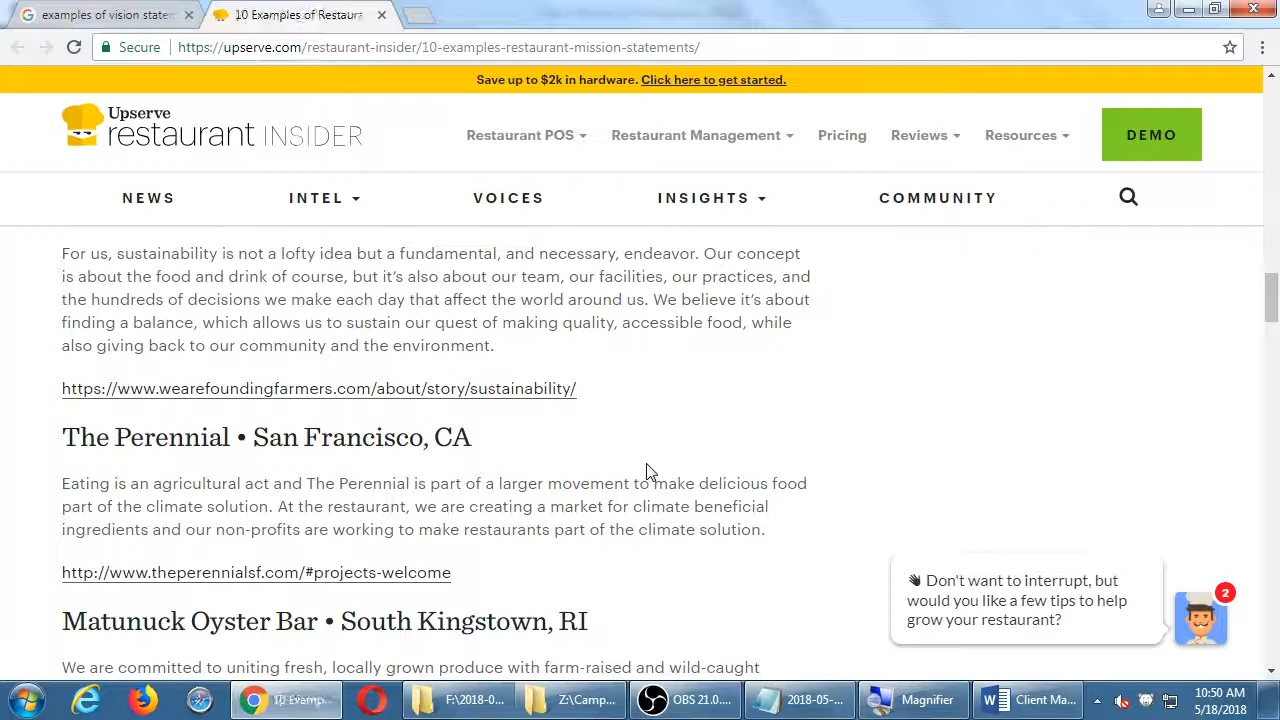 examples of vision statem
10 Examples of Restaura
Secure
https://upserve.com/restaurant-insider/10-examples-restaurant-mission-statements/
Save up to $2k in hardware. Click here to get started.
Upserve
restaurant INSIDER
Restaurant POS
Restaurant Management
Pricing
Reviews
Resources
DEMO
NEWS
INTEL
VOICES
INSIGHTS
COMMUNITY
For us, sustainability is not a lofty idea but a fundamental, and necessary, endeavor. Our concept
is about the food and drink of course, but it’s also about our team, our facilities, our practices, and
the hundreds of decisions we make each day that affect the world around us. We believe it’s about
finding a balance, which allows us to sustain our quest of making quality, accessible food, while
also giving back to our community and the environment.
https://www.wearefoundingfarmers.com/about/story/sustainability/
The Perennial • San Francisco, CA
Eating is an agricultural act and The Perennial is part of a larger movement to make delicious food
part of the climate solution. At the restaurant, we are creating a market for climate beneficial
ingredients and our non-profits are working to make restaurants part of the climate solution.
http://www.theperennialsf.com/#projects-welcome
Matunuck Oyster Bar • South Kingstown, RI
We are committed to uniting fresh, locally grown produce with farm-raised and wild-caught
Don't want to interrupt, but
would you like a few tips to help
grow your restaurant?
2
10 Examp...
F:\2018-0...
Z:\Camp...
OBS 21.0....
2018-05-...
Magnifier
Client Ma...
10:50 AM
5/18/2018